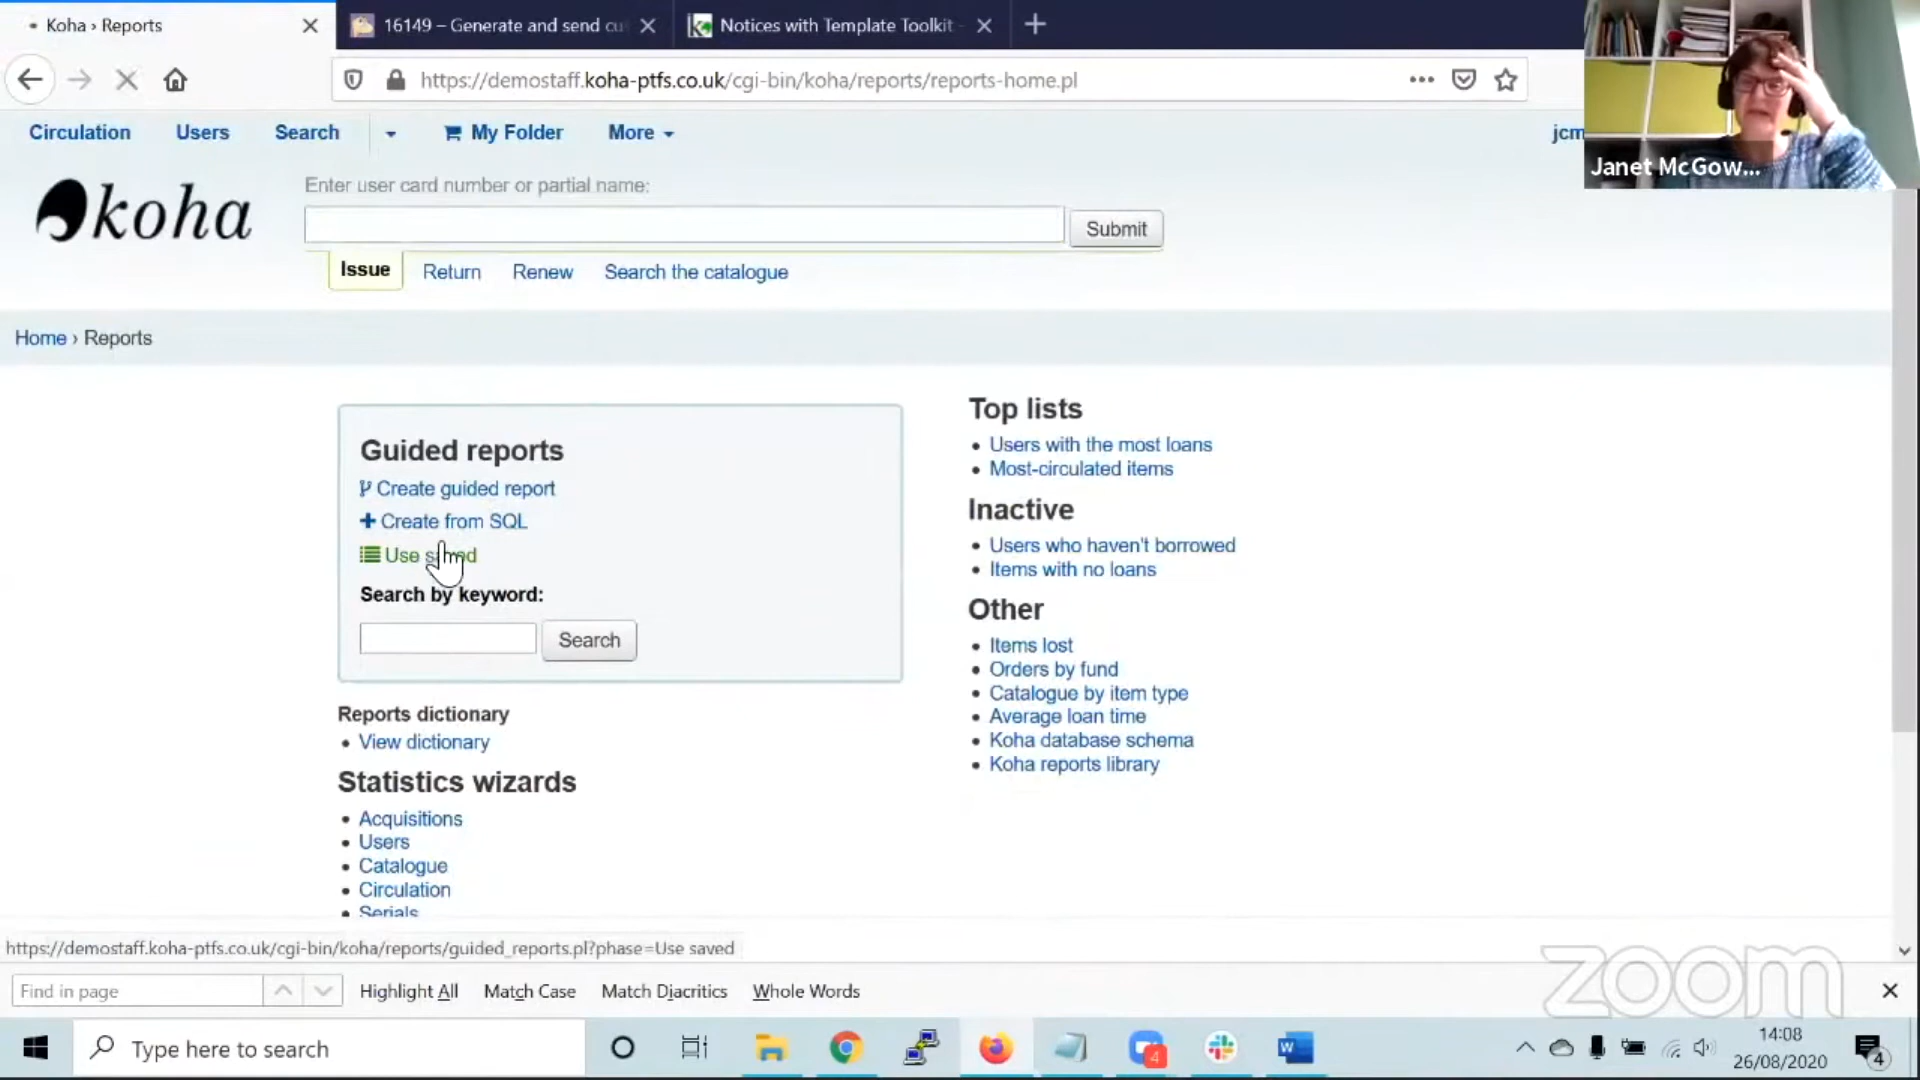 Koha › Reports
16149 – Generate and send cu
Notices with Template Toolkit
https://demostaff.koha-ptfs.co.uk/cgi-bin/koha/reports/reports-home.pl
Circulation
Users
Search
My Folder
More
jcm
Janet McGow...
koha
Enter user card number or partial name:
Submit
Issue
Return
Renew
Search the catalogue
Home › Reports
Guided reports
Create guided report
Create from SQL
Use saved
Search by keyword:
Search
Reports dictionary
View dictionary
Statistics wizards
Acquisitions
Users
Catalogue
Circulation
Serials
Top lists
Users with the most loans
Most-circulated items
Inactive
Users who haven't borrowed
Items with no loans
Other
Items lost
Orders by fund
Catalogue by item type
Average loan time
Koha database schema
Koha reports library
https://demostaff.koha-ptfs.co.uk/cgi-bin/koha/reports/guided_reports.pl?phase=Use saved
zoom
Find in page
Highlight All
Match Case
Match Diacritics
Whole Words
Type here to search
4
W
14:08
26/08/2020
4